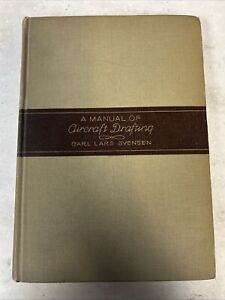 A MANUAL OF
Aircraft Drafting
CARL LARS SVENSEN